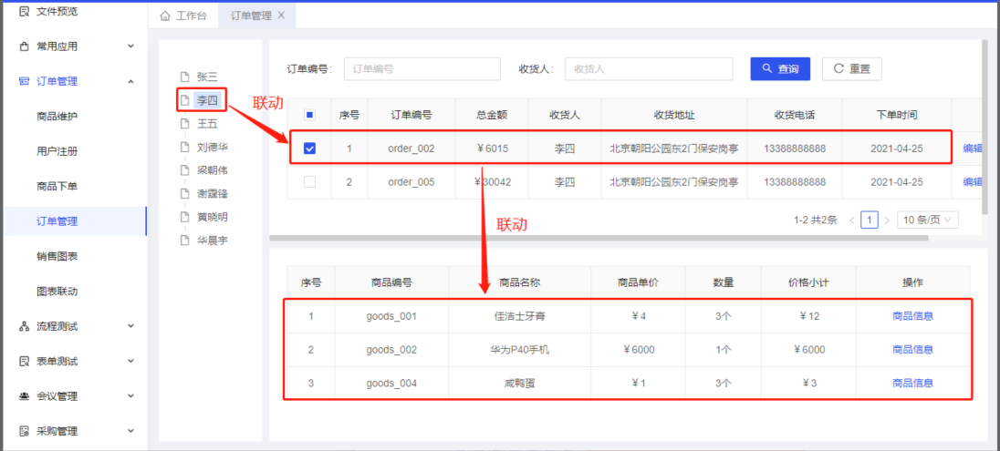 文件预览
常用应用
订单管理
商品维护
用户注册
商品下单
订单管理
销售图表
图表联动
流程测试
表单测试
会议管理
采购管理
工作台 订单管理 ×
张三
李四
王五
刘德华
梁朝伟
谢霆锋
黄晓明
华晨宇
联动
订单编号: 订单编号 收货人: 收货人 查询 重置
序号 订单编号 总金额 收货人 收货地址 收货电话 下单时间
1 order_002 ￥6015 李四 北京朝阳公园东2门保安岗亭 13388888888 2021-04-25 编辑
2 order_005 ￥30042 李四 北京朝阳公园东2门保安岗亭 13388888888 2021-04-25 编辑
1-2 共2条 < 1 > 10 条/页
联动
序号 商品编号 商品名称 商品单价 数量 价格小计 操作
1 goods_001 佳洁士牙膏 ￥4 3个 ￥12 商品信息
2 goods_002 华为P40手机 ￥6000 1个 ￥6000 商品信息
3 goods_004 咸鸭蛋 ￥1 3个 ￥3 商品信息